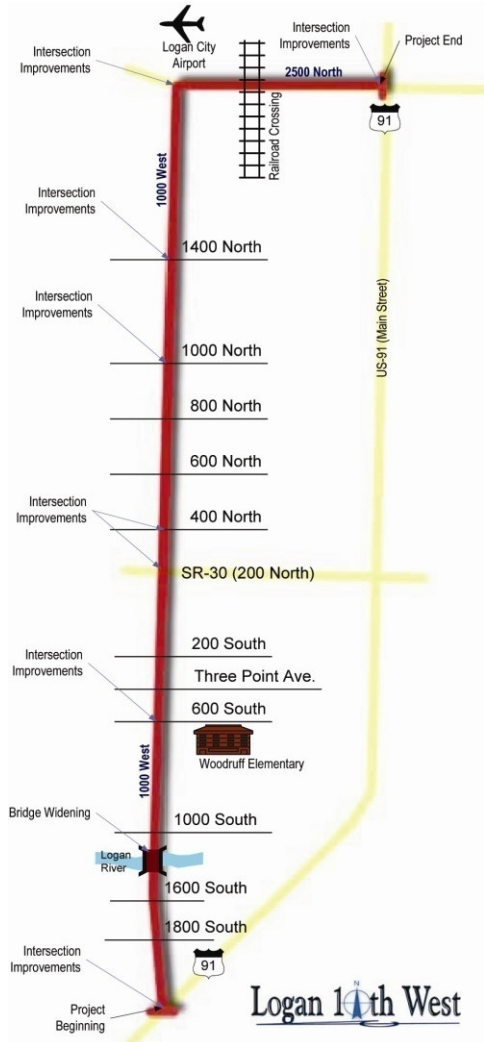 Logan City
Airport
Intersection
Improvements
Intersection
Improvements
Project End
2500 North
91
Railroad Crossing
1000 West
Intersection
Improvements
1400 North
Intersection
Improvements
1000 North
US-91 (Main Street)
800 North
600 North
Intersection
Improvements
400 North
SR-30 (200 North)
200 South
Intersection
Improvements
Three Point Ave.
600 South
Woodruff Elementary
1000 West
Bridge Widening
1000 South
Logan
River
1600 South
1800 South
Intersection
Improvements
91
Project
Beginning
N
Logan 10th West